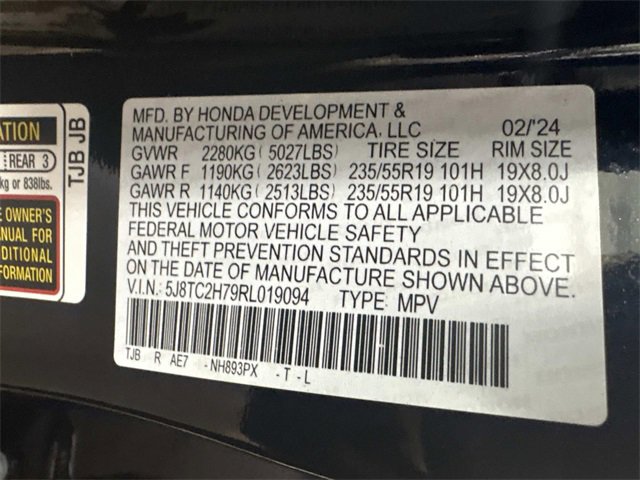 ATION
REAR 3
kg or 838lbs.
E OWNER'S
ANUAL FOR
DDITIONAL
FORMATION
TJB JB
MFD. BY HONDA DEVELOPMENT &
MANUFACTURING OF AMERICA, LLC 02/'24
GVWR 2280KG ( 5027LBS) TIRE SIZE RIM SIZE
GAWR F 1190KG ( 2623LBS) 235/55R19 101H 19X8.0J
GAWR R 1140KG ( 2513LBS) 235/55R19 101H 19X8.0J
THIS VEHICLE CONFORMS TO ALL APPLICABLE
FEDERAL MOTOR VEHICLE SAFETY
AND THEFT PREVENTION STANDARDS IN EFFECT
ON THE DATE OF MANUFACTURE SHOWN ABOVE.
V.I.N.: 5J8TC2H79RL019094 TYPE: MPV
TJB R AE7 -NH893PX -T-L